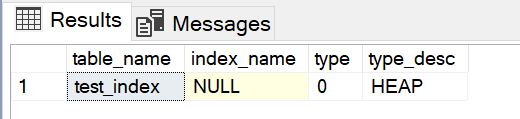 Results Messages
table_name index_name type type_desc
1 test_index NULL 0 HEAP